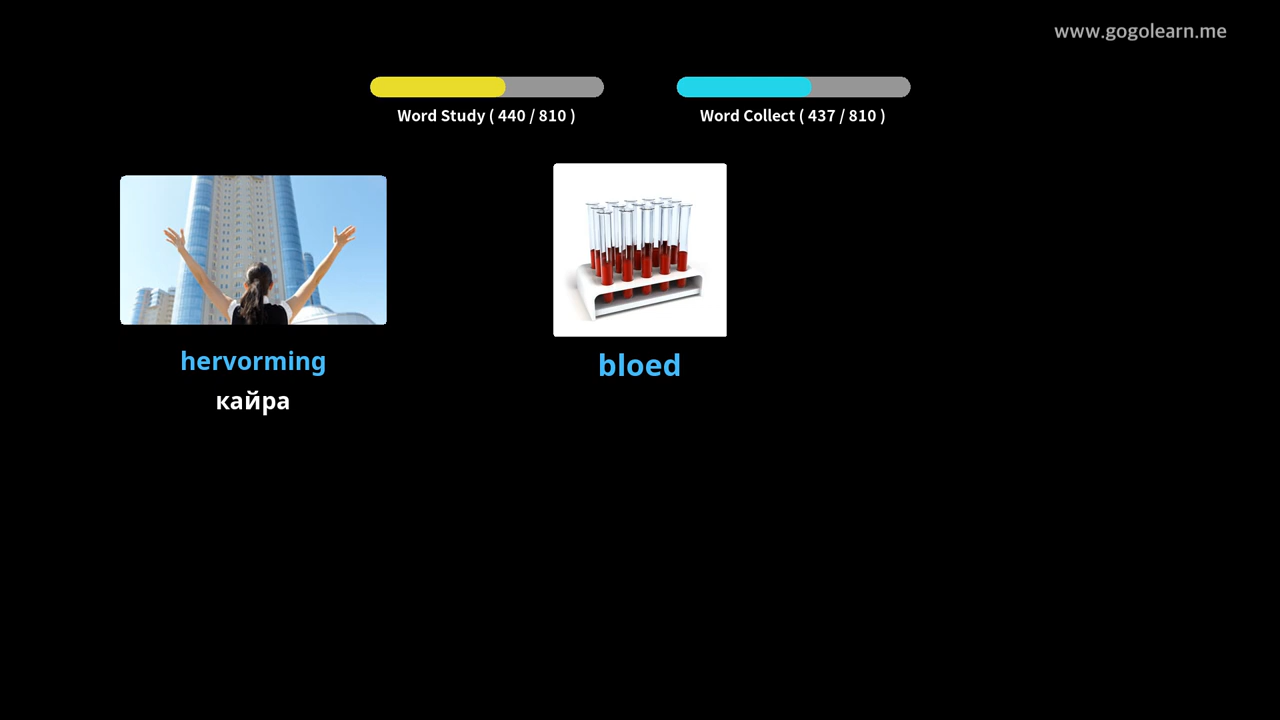 www.gogolearn.me
Word Study ( 440 / 810 )
Word Collect ( 437 / 810 )
hervorming
кайра
bloed